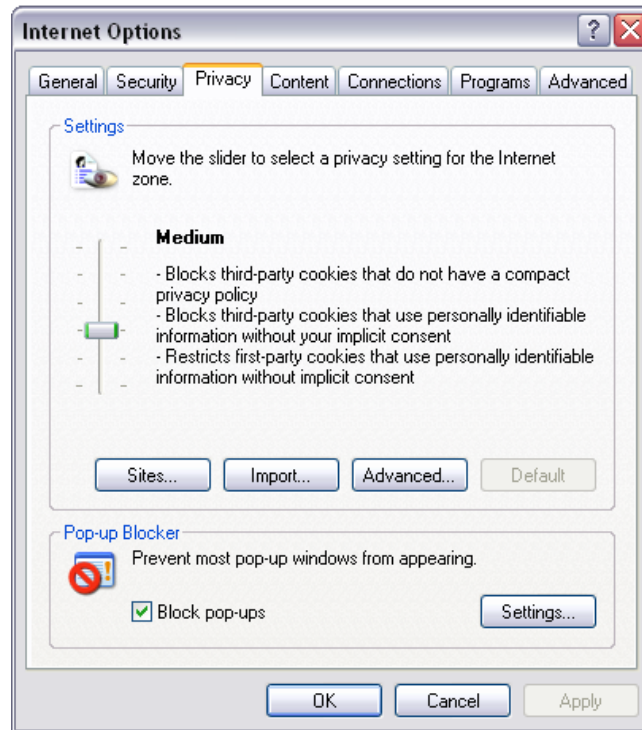 Internet Options
?
General Security Privacy Content Connections Programs Advanced
Settings
Move the slider to select a privacy setting for the Internet
zone.
Medium
- Blocks third-party cookies that do not have a compact
privacy policy
- Blocks third-party cookies that use personally identifiable
information without your implicit consent
- Restricts first-party cookies that use personally identifiable
information without implicit consent
Sites... Import... Advanced... Default
Pop-up Blocker
Prevent most pop-up windows from appearing.
Block pop-ups Settings...
OK Cancel Apply